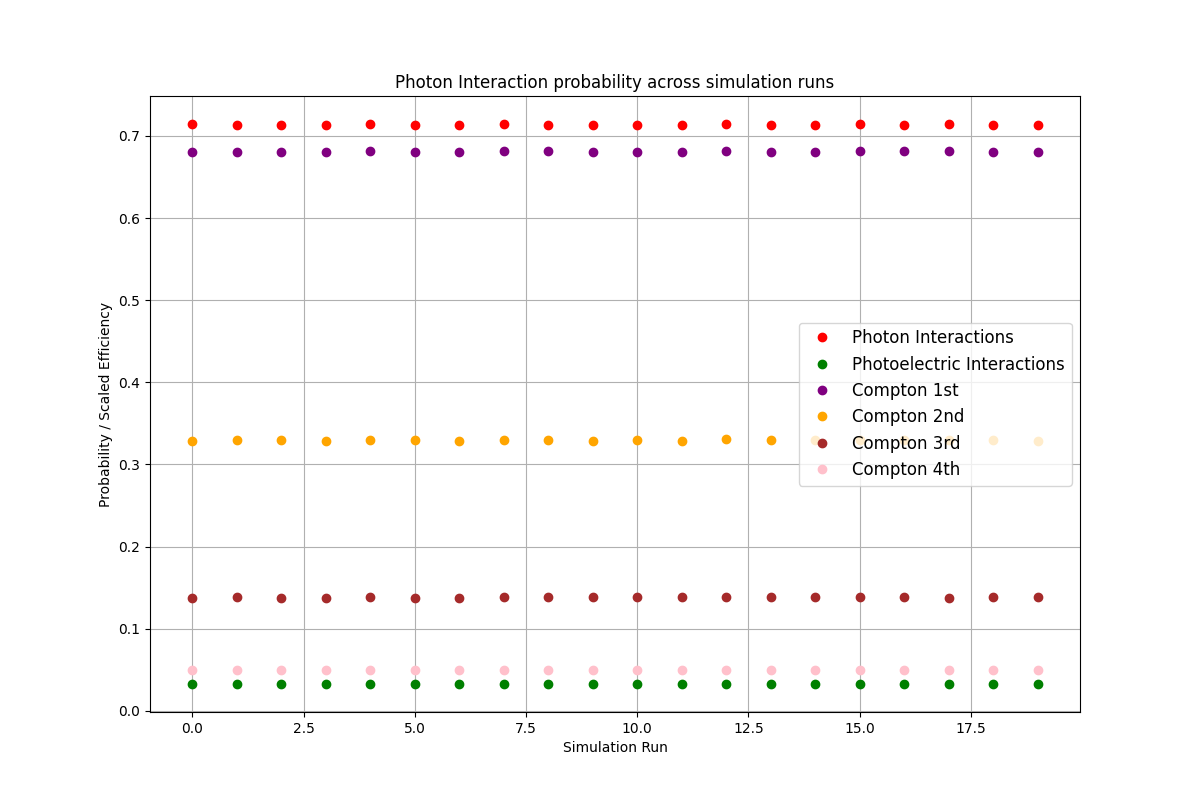 Photon Interaction probability across simulation runs
Probability / Scaled Efficiency
0.7
0.6
0.5
0.4
0.3
0.2
0.1
0.0
Photon Interactions
Photoelectric Interactions
Compton 1st
Compton 2nd
Compton 3rd
Compton 4th
0.0 2.5 5.0 7.5 10.0 12.5 15.0 17.5
Simulation Run